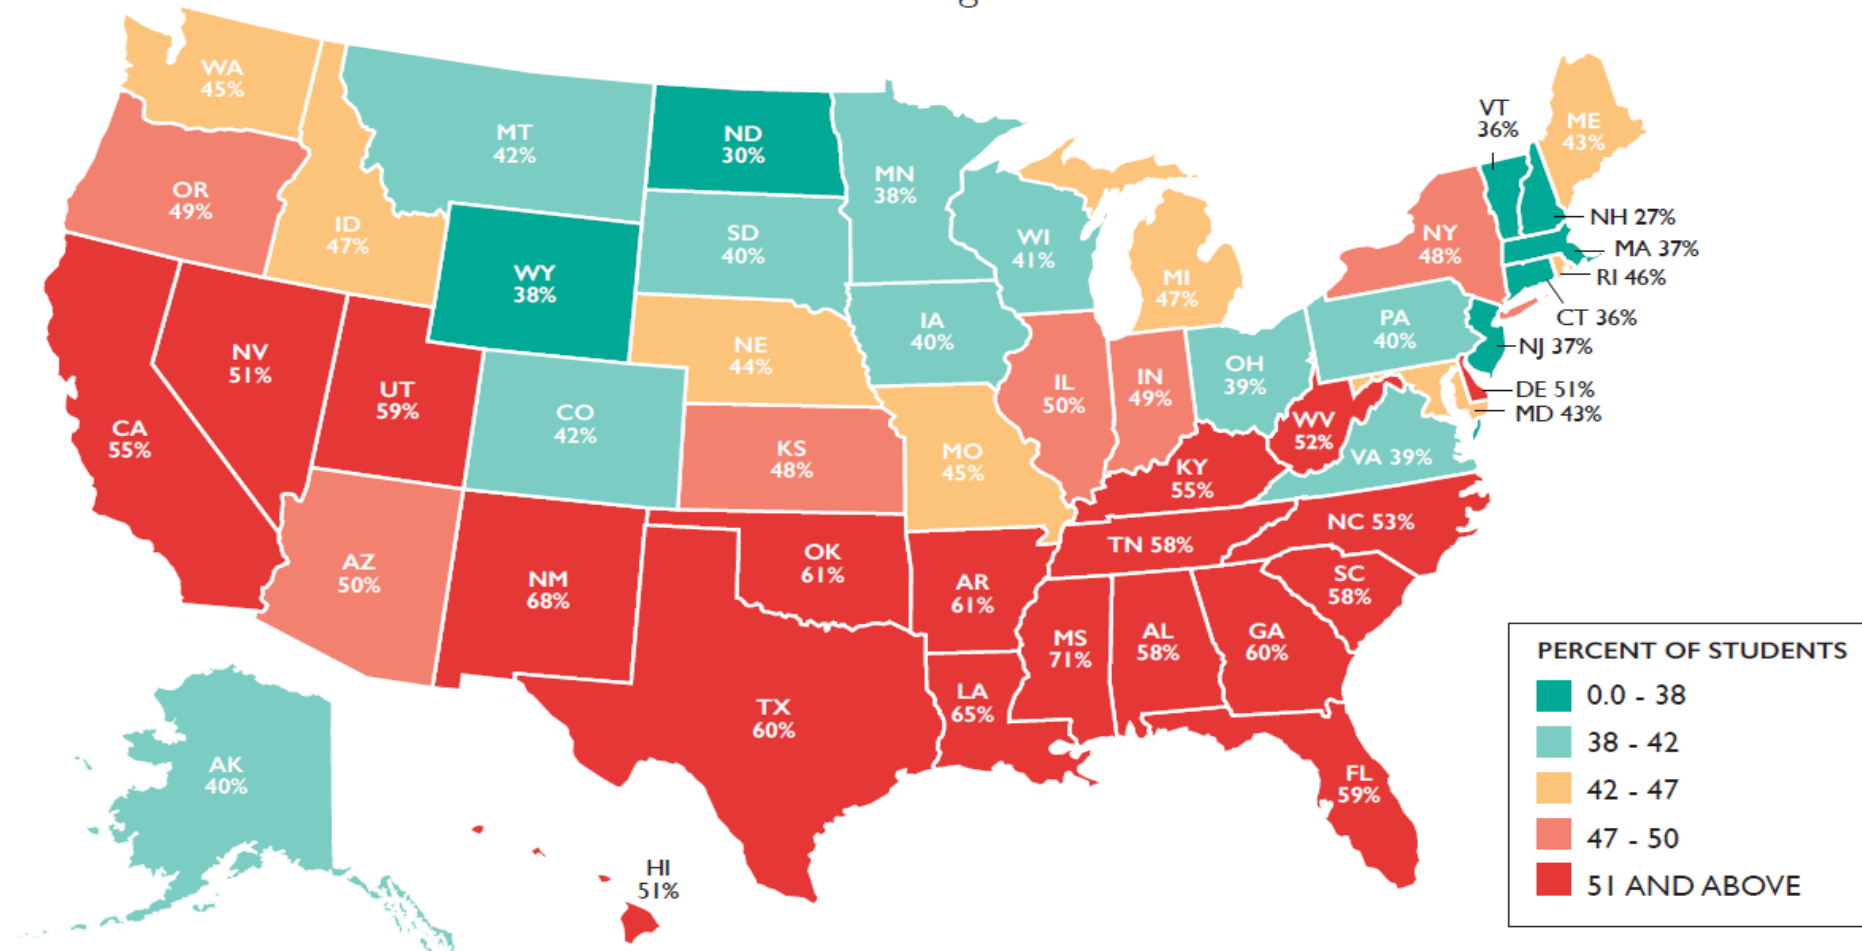 WA
45%
OR
49%
ID
47%
MT
42%
ND
30%
MN
38%
SD
40%
WY
38%
WI
41%
MI
47%
VT
36%
ME
43%
NH 27%
MA 37%
RI 46%
CT 36%
NY
48%
PA
40%
NJ 37%
DE 51%
MD 43%
NV
51%
UT
59%
CA
55%
CO
42%
NE
44%
IA
40%
IL
50%
IN
49%
OH
39%
WV
52%
VA 39%
KS
48%
MO
45%
KY
55%
NC 53%
TN 58%
SC
58%
AZ
50%
NM
68%
OK
61%
AR
61%
MS
71%
AL
58%
GA
60%
LA
65%
TX
60%
FL
59%
AK
40%
HI
51%
PERCENT OF STUDENTS
0.0 - 38
38 - 42
42 - 47
47 - 50
51 AND ABOVE